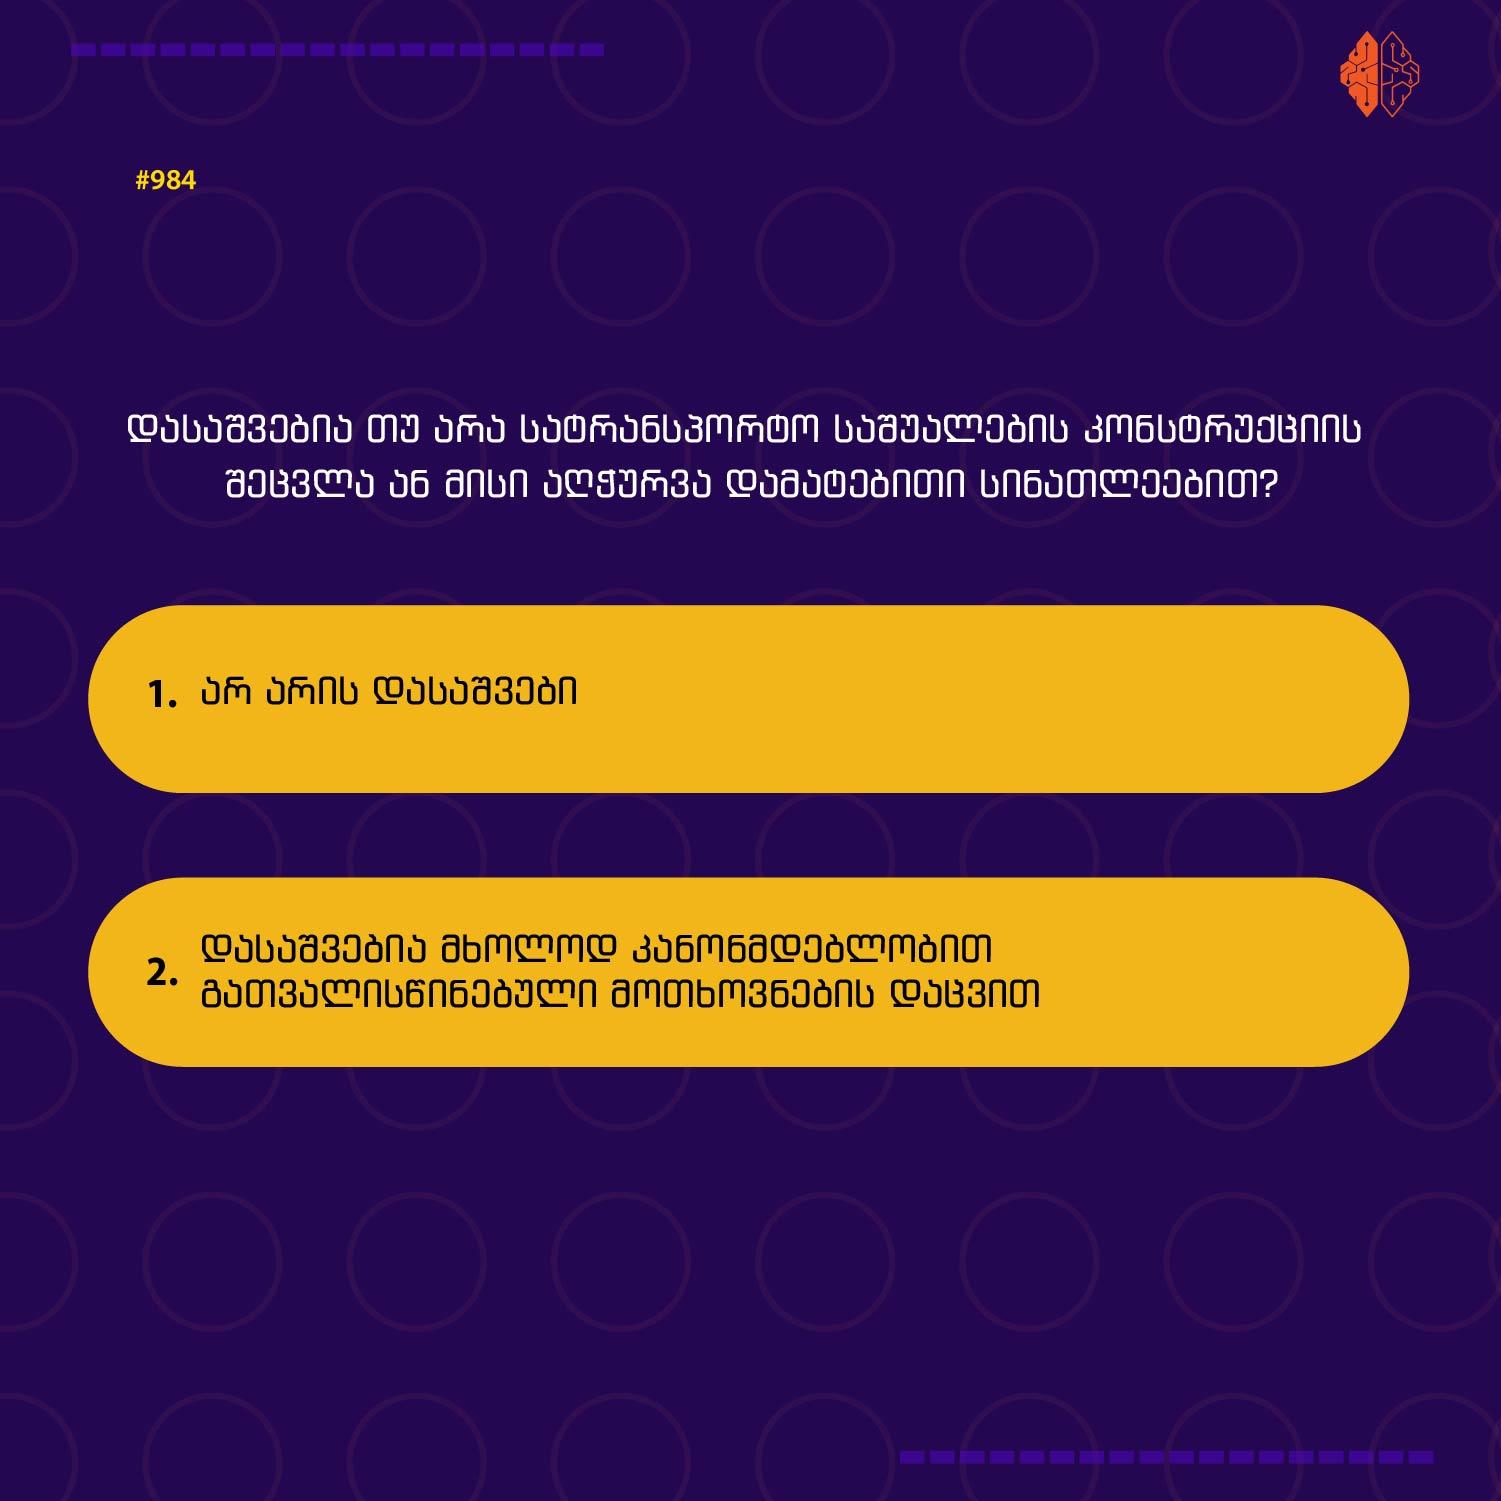 #984
დასაშვებია თუ არა სატრანსპორტო საშუალების კონსტრუქციის
შეცვლა ან მისი აღჭურვა დამატებითი სინათლეებით?
1. არ არის დასაშვები
2. დასაშვებია მხოლოდ კანონმდებლობით
გათვალისწინებული მოთხოვნების დაცვით